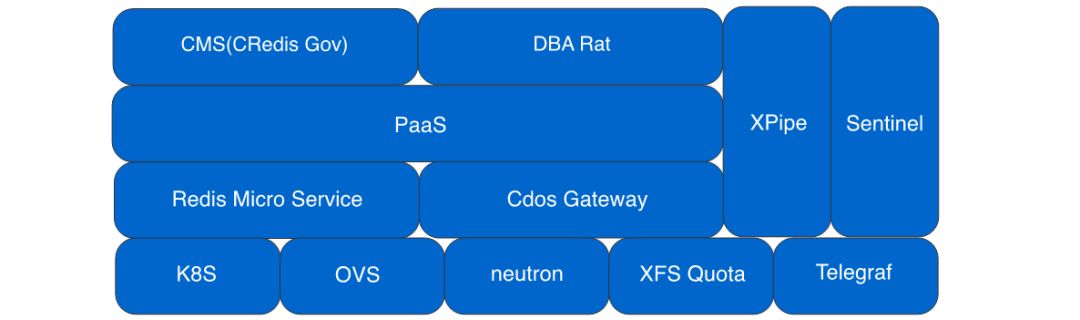 CMS(CRedis Gov)
DBA Rat
XPipe
Sentinel
PaaS
Redis Micro Service
Cdos Gateway
K8S
OVS
neutron
XFS Quota
Telegraf